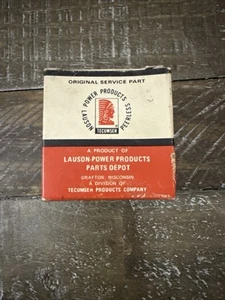 ORIGINAL SERVICE PART
LAUSON POWER PRODUCTS PEERLESS
TECUMSEH
A PRODUCT OF
LAUSON-POWER PRODUCTS
PARTS DEPOT
GRAFTON, WISCONSIN
A DIVISION OF
TECUMSEH PRODUCTS COMPANY